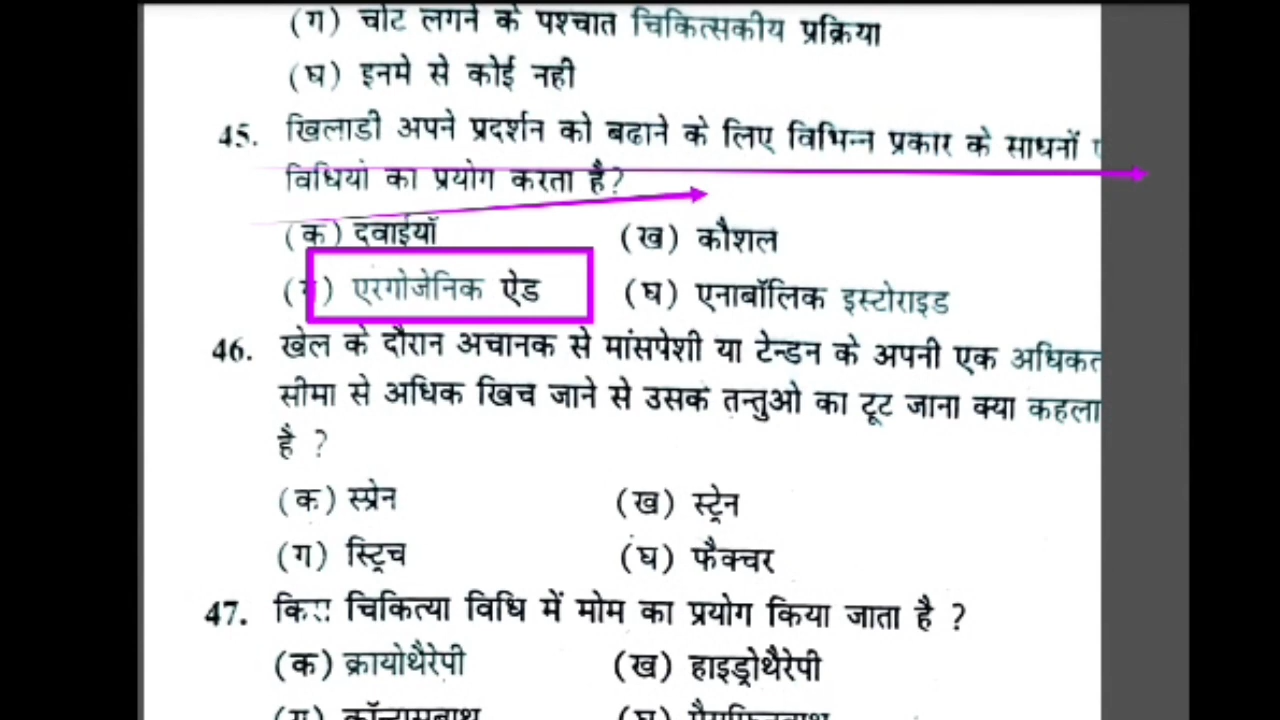 (ग) चोट लगने के पश्चात चिकित्सकीय प्रक्रिया
(घ) इनमे से कोई नही
45. खिलाडी अपने प्रदर्शन को बढाने के लिए विभिन्न प्रकार के साधनों
विधियों का प्रयोग करता है?
(क) दवाईयाँ (ख) कौशल
(ग) एरगोजेनिक ऐड (घ) एनाबॉलिक इस्टोराइड
46. खेल के दौरान अचानक से मांसपेशी या टेन्डन के अपनी एक
सीमा से अधिक खिच जाने से उसके तन्तुओ का टूट जाना क्या
है ?
(क) स्प्रेन (ख) स्ट्रेन
(ग) स्ट्रिच (घ) फैक्चर
47. किस चिकित्या विधि में मोम का प्रयोग किया जाता है ?
(क) क्रायोथैरेपी (ख) हाइड्रोथैरेपी